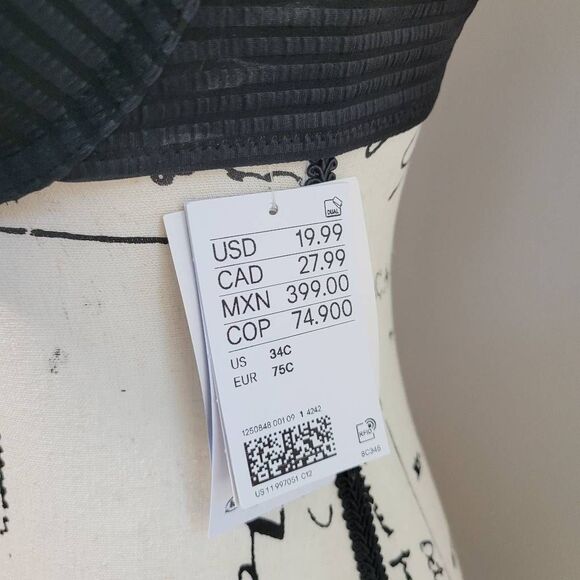 DUAL
USD 19.99
CAD 27.99
MXN 399.00
COP 74.900
US 34C
EUR 75C
1250848 001 09 1 4242
RFID
6C346
US 11 997051 C12